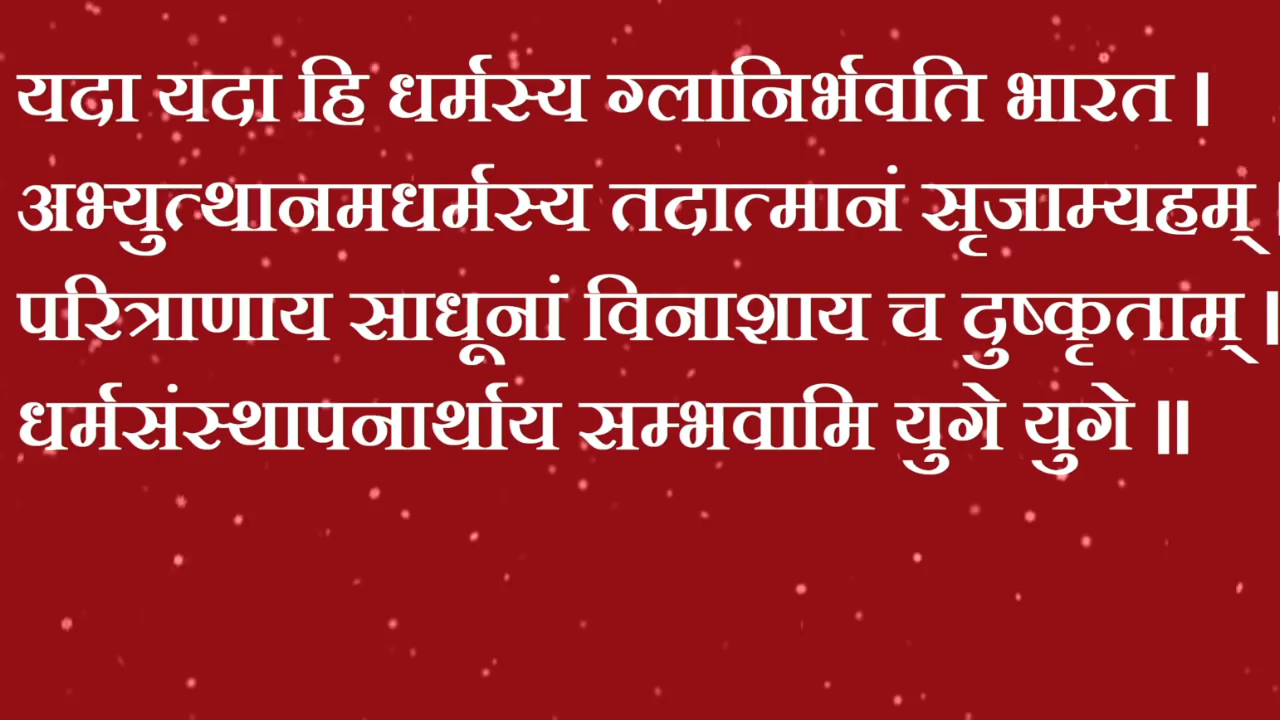 यदा यदा हि धर्मस्य ग्लानिर्भवति भारत ।
अभ्युत्थानमधर्मस्य तदात्मानं सृजाम्यहम् ।
परित्राणाय साधूनां विनाशाय च दुष्कृताम् ।
धर्मसंस्थापनार्थाय सम्भवामि युगे युगे ॥